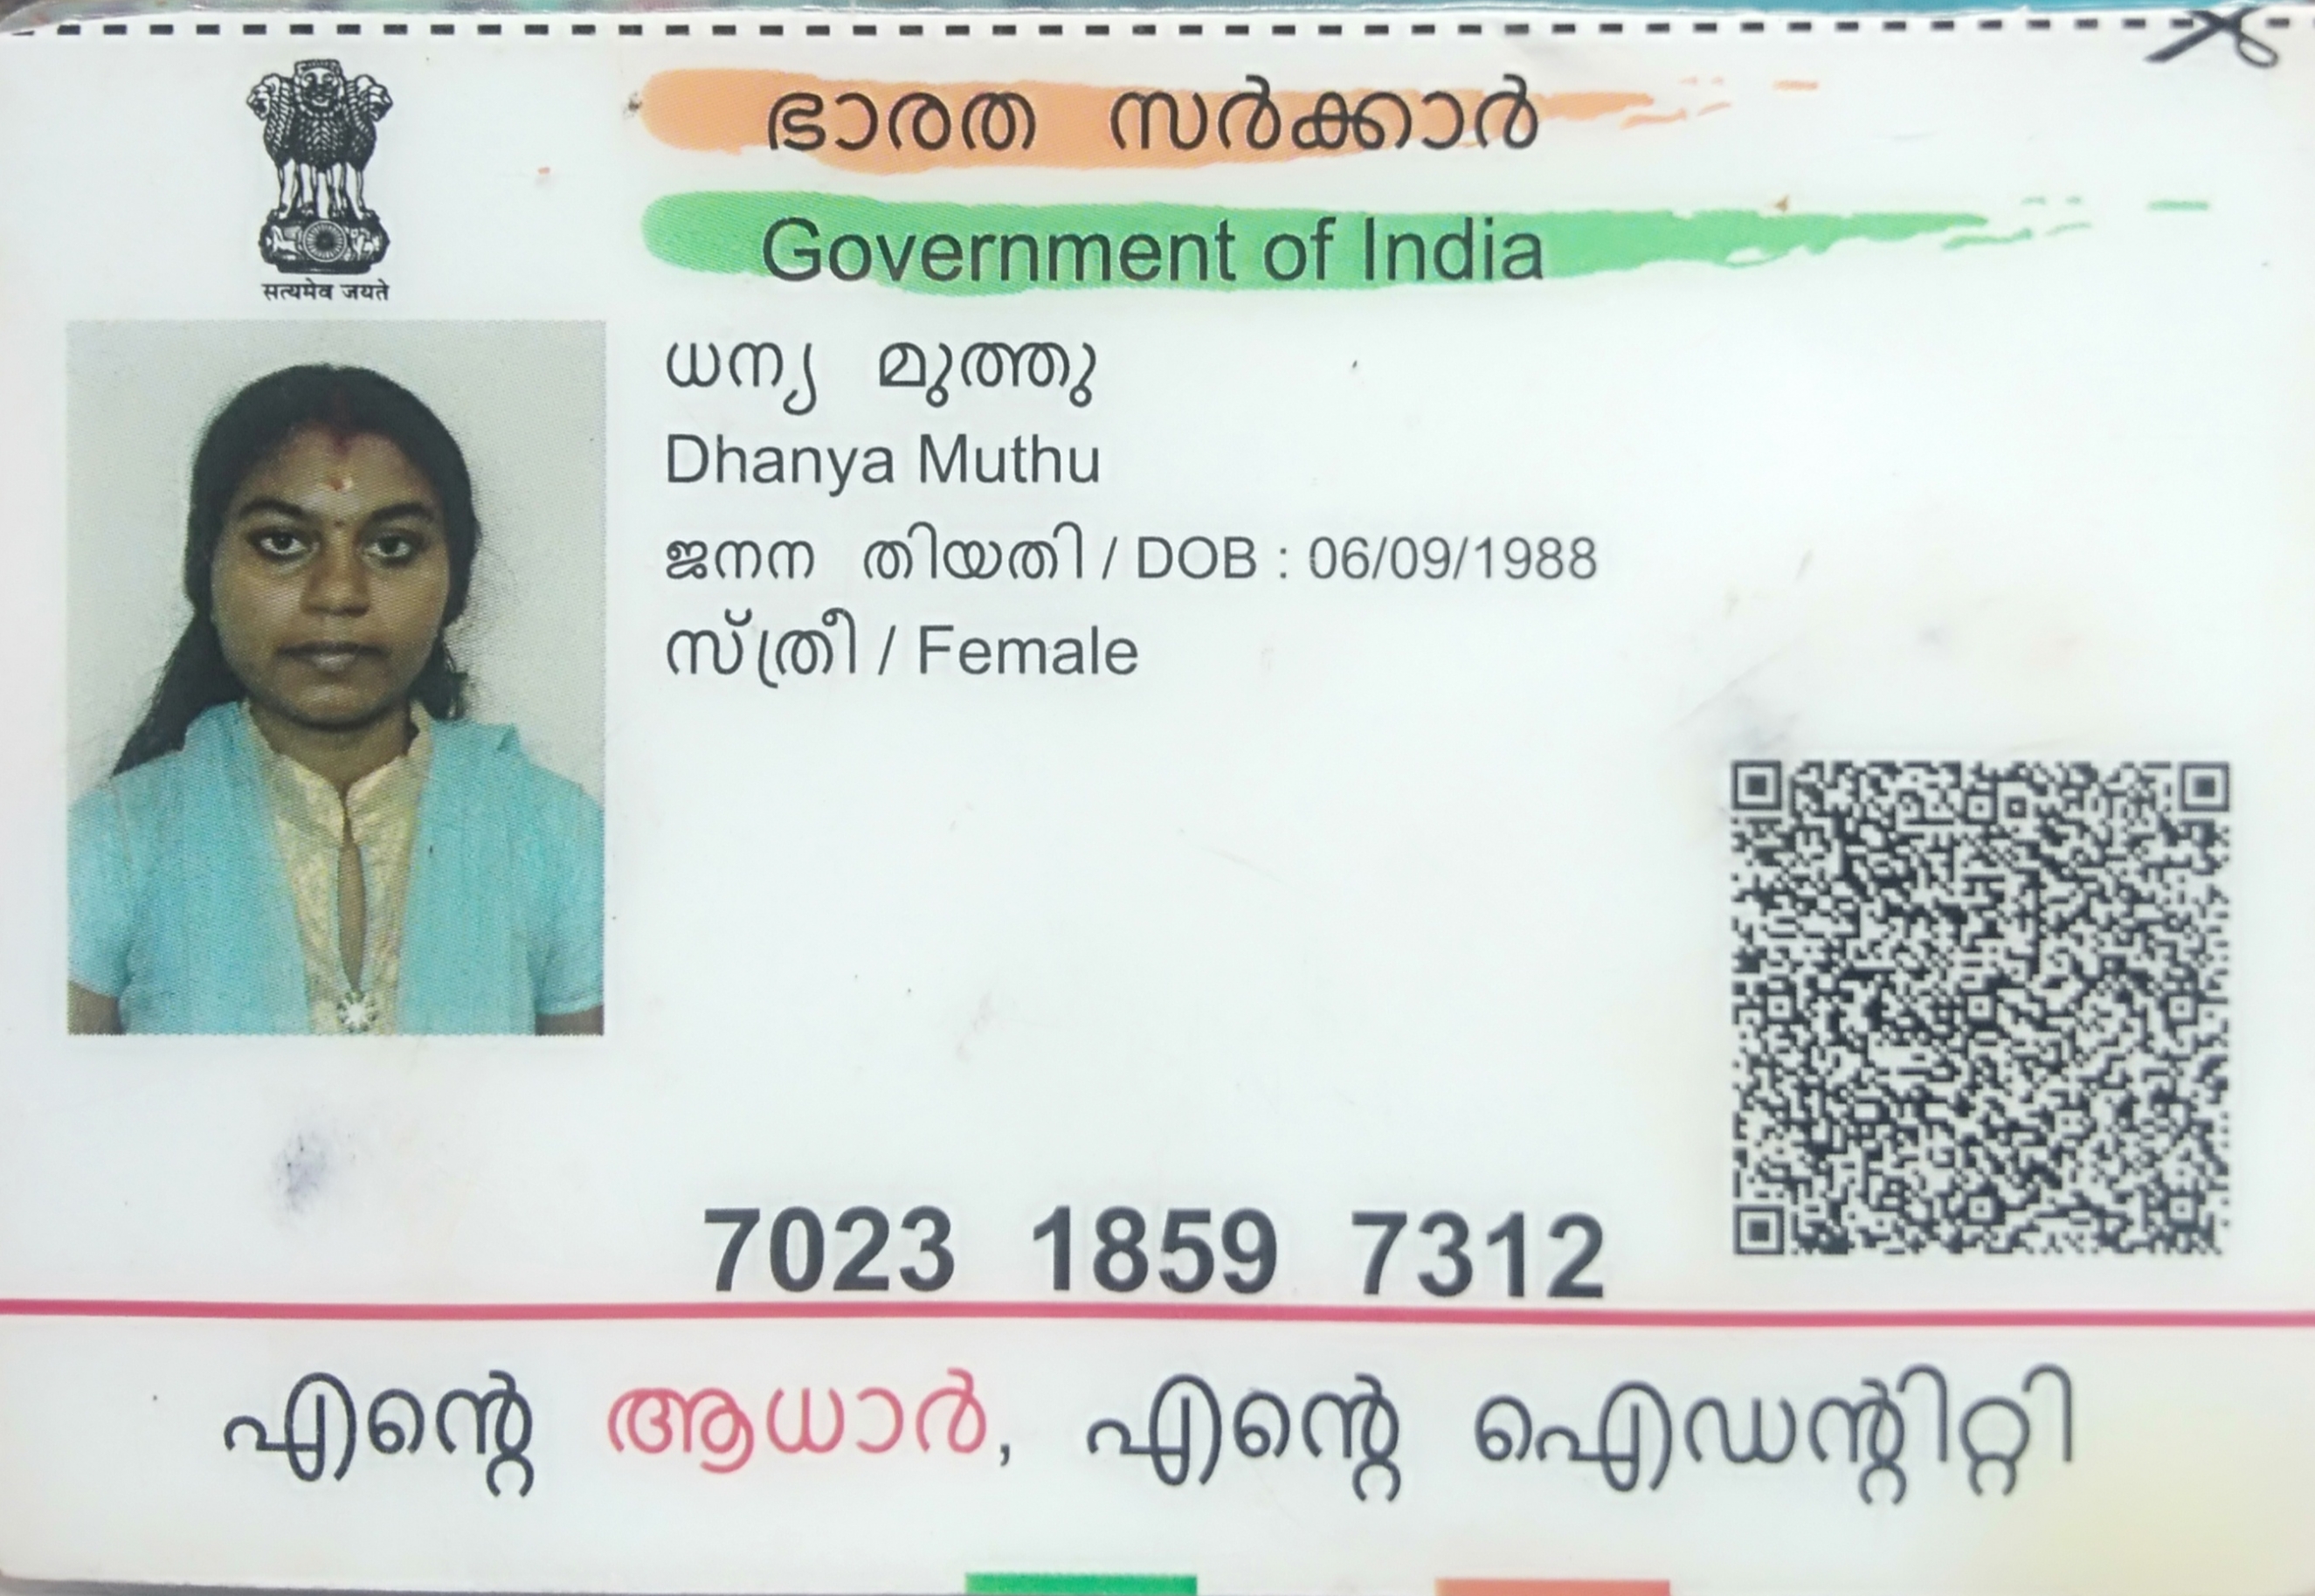 ഭാരത സർക്കാർ
Government of India
सत्यमेव जयते
ധന്യ മുത്തു
Dhanya Muthu
ജനന തിയതി / DOB : 06/09/1988
സ്ത്രീ / Female
7023 1859 7312
എന്റെ ആധാർ, എന്റെ ഐഡന്റിറ്റി